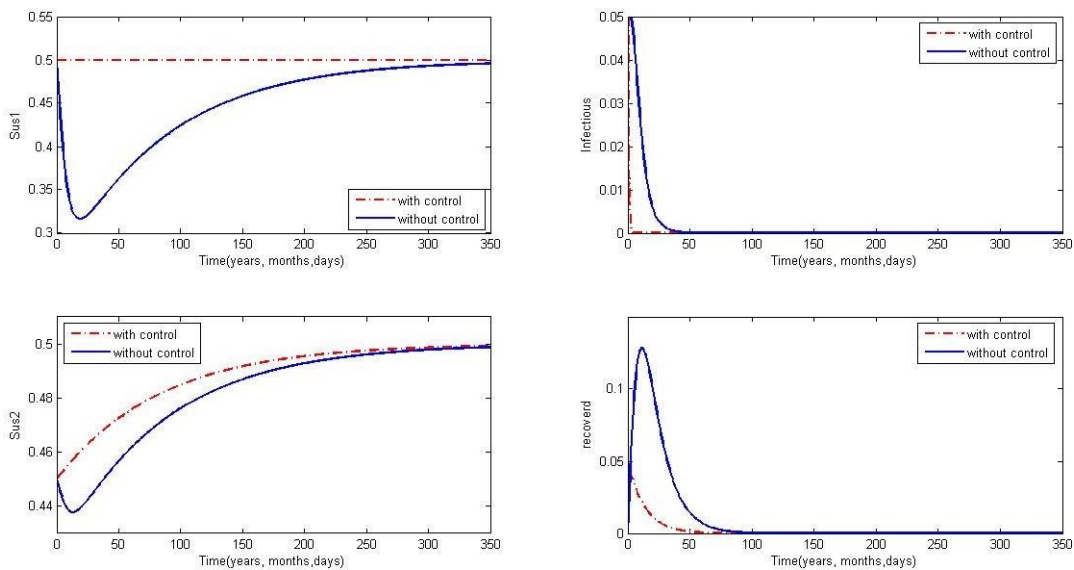 0.55
0.5
0.45
0.4
0.35
0.3
Sus1
with control
without control
0 50 100 150 200 250 300 350
Time(years, months,days)
0.05
0.04
0.03
0.02
0.01
0
Infectious
with control
without control
0 50 100 150 200 250 300 350
Time(years, months,days)
0.5
0.48
0.46
0.44
Sus2
with control
without control
0 50 100 150 200 250 300 350
Time(years, months,days)
0.1
0.05
0
recoverd
with control
without control
0 50 100 150 200 250 300 350
Time(years, months,days)